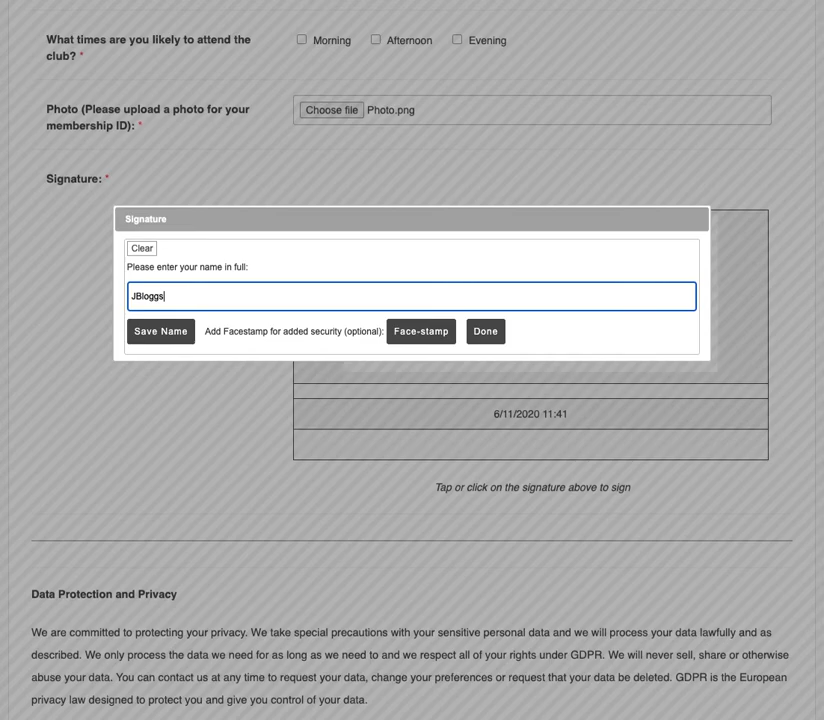 What times are you likely to attend the
club? *
Morning Afternoon Evening
Photo (Please upload a photo for your
membership ID): *
Choose file Photo.png
Signature: *
Signature
Clear
Please enter your name in full:
JBloggs
Save Name Add Facestamp for added security (optional): Face-stamp Done
6/11/2020 11:41
Tap or click on the signature above to sign
Data Protection and Privacy
We are committed to protecting your privacy. We take special precautions with your sensitive personal data and we will process your data lawfully and as
described. We only process the data we need for as long as we need to and we respect all of your rights under GDPR. We will never sell, share or otherwise
abuse your data. You can contact us at any time to request your data, change your preferences or request that your data be deleted. GDPR is the European
privacy law designed to protect you and give you control of your data.